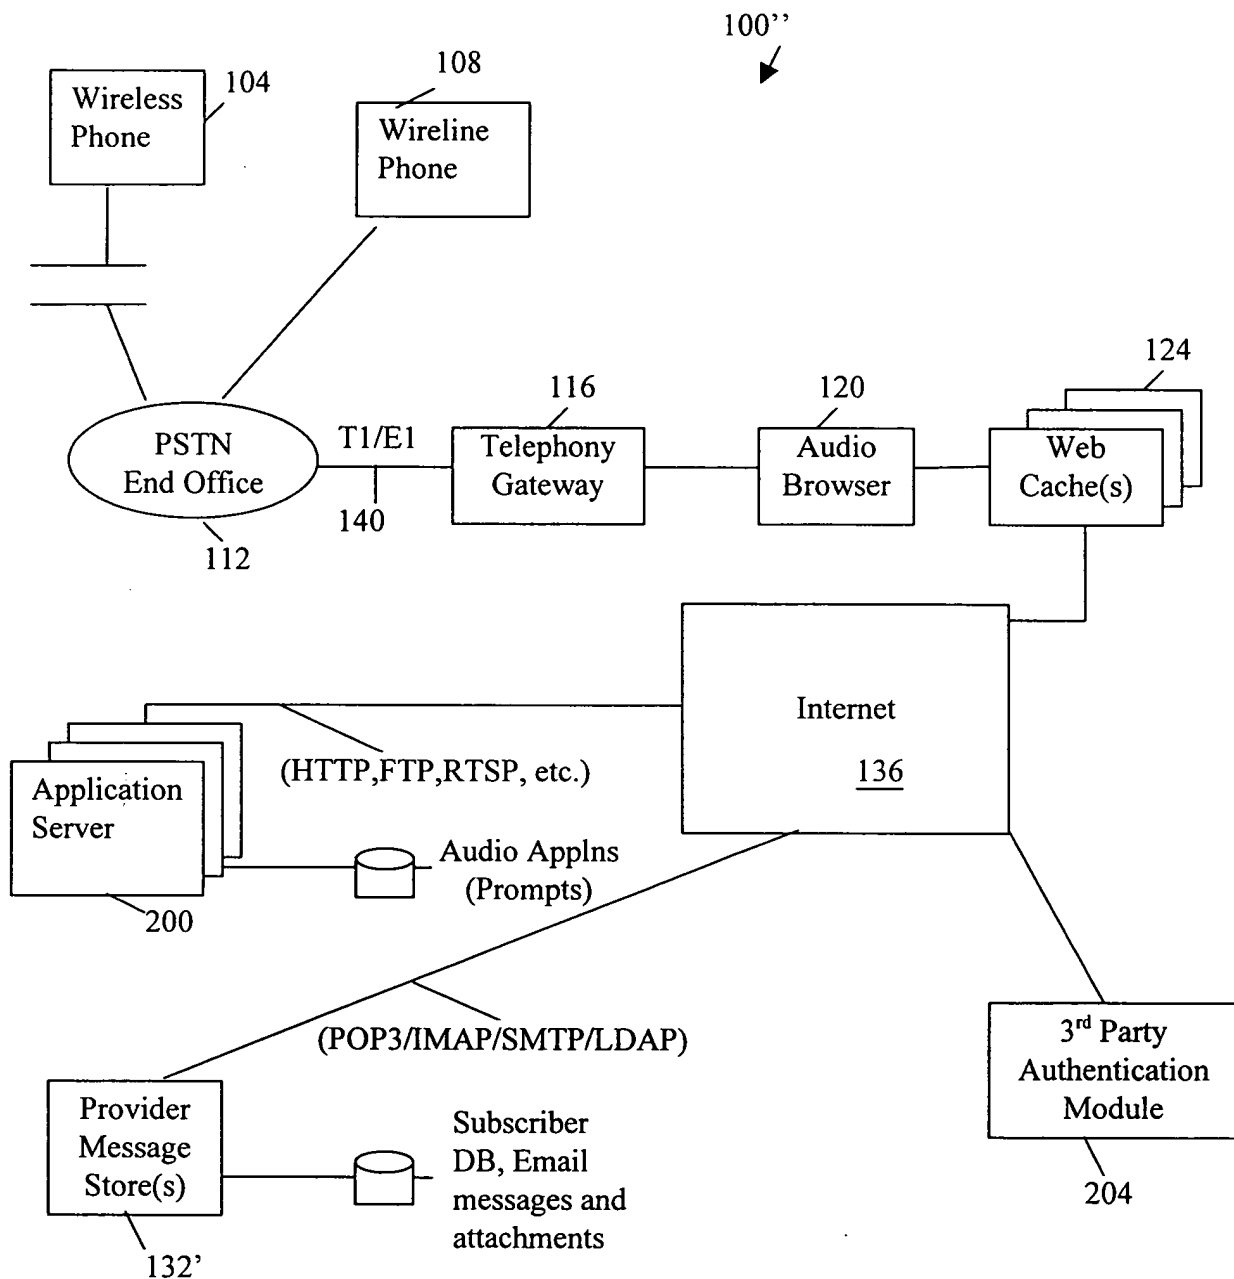 100’’
Wireless
Phone
104
108
Wireline
Phone
124
116
120
PSTN
End Office
T1/E1
140
112
Telephony
Gateway
Audio
Browser
Web
Cache(s)
Internet
136
(HTTP,FTP,RTSP, etc.)
Application
Server
200
Audio Applns
(Prompts)
(POP3/IMAP/SMTP/LDAP)
3rd Party
Authentication
Module
204
Provider
Message
Store(s)
132’
Subscriber
DB, Email
messages and
attachments